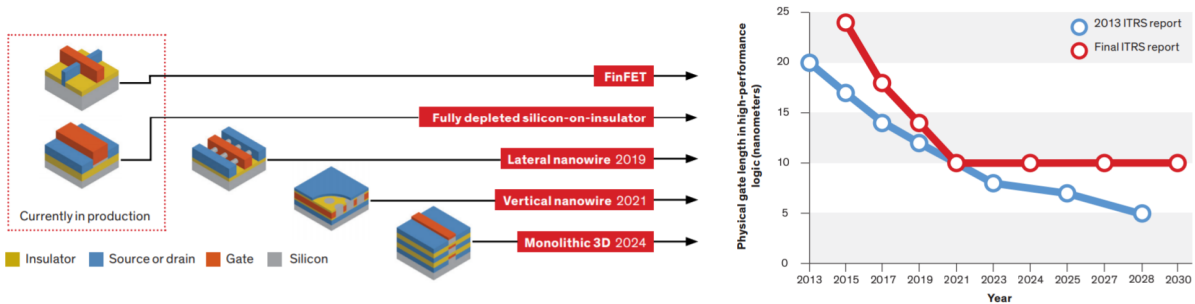 FinFET
Fully depleted silicon-on-insulator
Lateral nanowire 2019
Vertical nanowire 2021
Monolithic 3D 2024
Currently in production
Insulator
Source or drain
Gate
Silicon
Physical gate length in high-performance
logic (nanometers)
25
20
15
10
5
0
2013 ITRS report
Final ITRS report
2013 2015 2017 2019 2021 2023 2024 2025 2027 2028 2030
Year